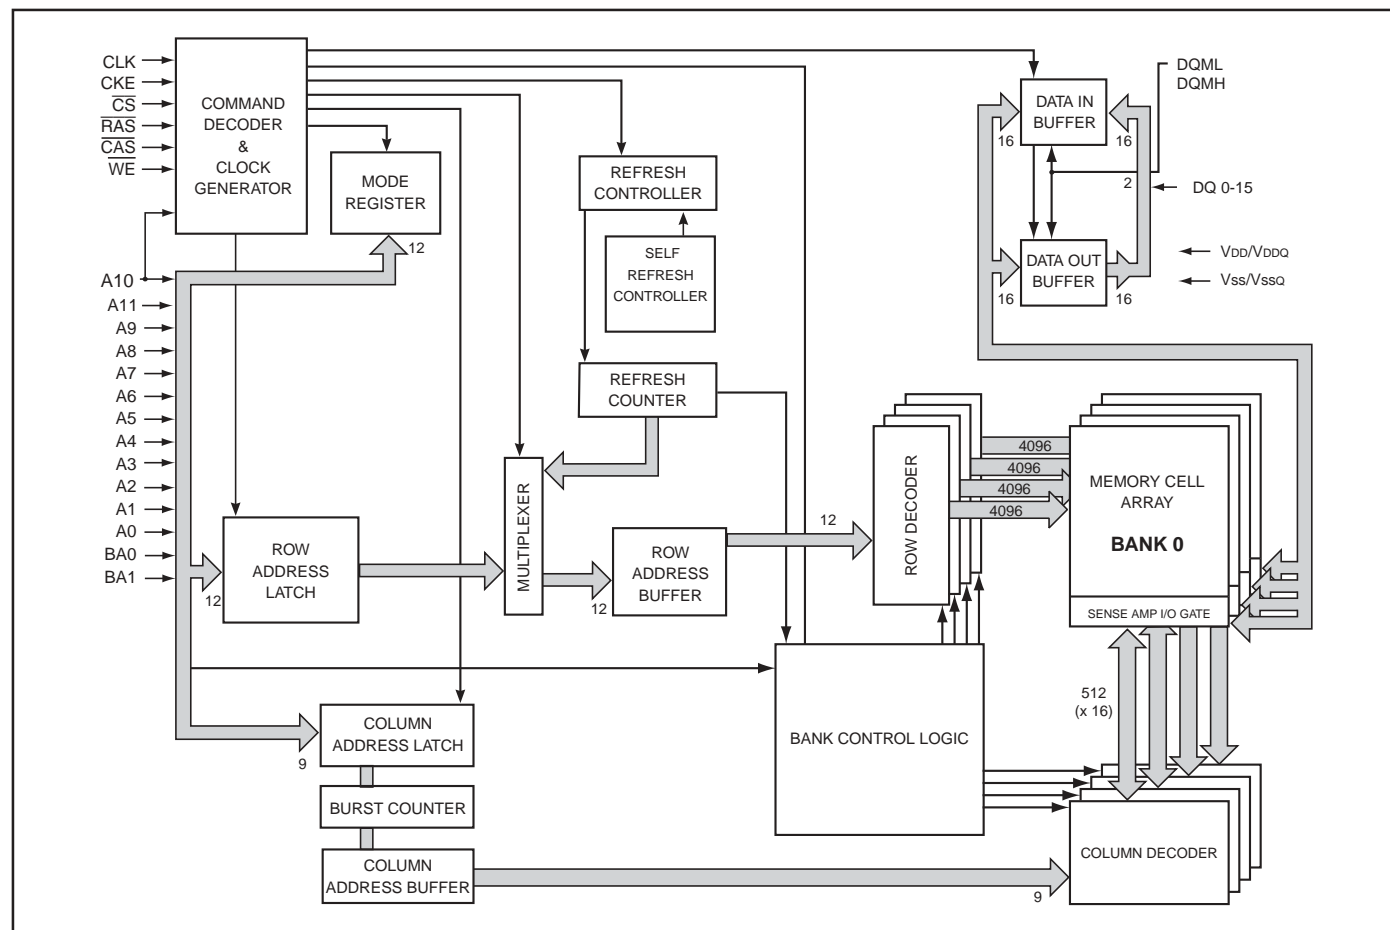 CLK
CKE
CS
RAS
CAS
WE
COMMAND
DECODER
&
CLOCK
GENERATOR
MODE
REGISTER
12
REFRESH
CONTROLLER
SELF
REFRESH
CONTROLLER
REFRESH
COUNTER
DATA IN
BUFFER
16
16
DQML
DQMH
2
DQ 0-15
DATA OUT
BUFFER
16
16
VDD/VDDQ
Vss/VssQ
A10
A11
A9
A8
A7
A6
A5
A4
A3
A2
A1
A0
BA0
BA1
12
ROW
ADDRESS
LATCH
MULTIPLEXER
12
ROW
ADDRESS
BUFFER
12
ROW DECODER
4096
4096
4096
4096
MEMORY CELL
ARRAY
BANK 0
SENSE AMP I/O GATE
512
(x 16)
BANK CONTROL LOGIC
9
COLUMN
ADDRESS LATCH
BURST COUNTER
COLUMN
ADDRESS BUFFER
9
COLUMN DECODER